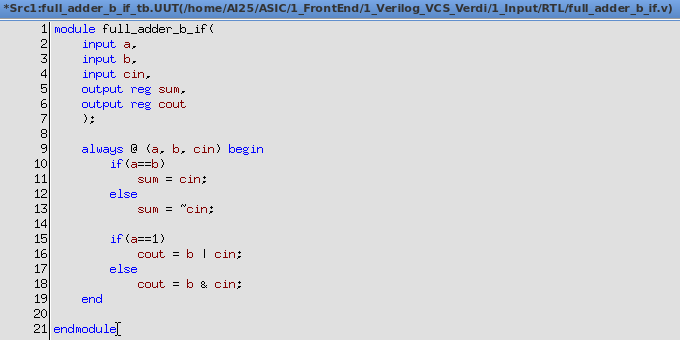 *Src1:full_adder_b_if_tb.UUT(/home/AI25/ASIC/1_FrontEnd/1_Verilog_VCS_Verdi/1_Input/RTL/full_adder_b_if.v)
1 module full_adder_b_if(
2     input a,
3     input b,
4     input cin,
5     output reg sum,
6     output reg cout
7     );
8
9     always @ (a, b, cin) begin
10         if(a==b)
11             sum = cin;
12         else
13             sum = ~cin;
14
15         if(a==1)
16             cout = b | cin;
17         else
18             cout = b & cin;
19     end
20
21 endmodule